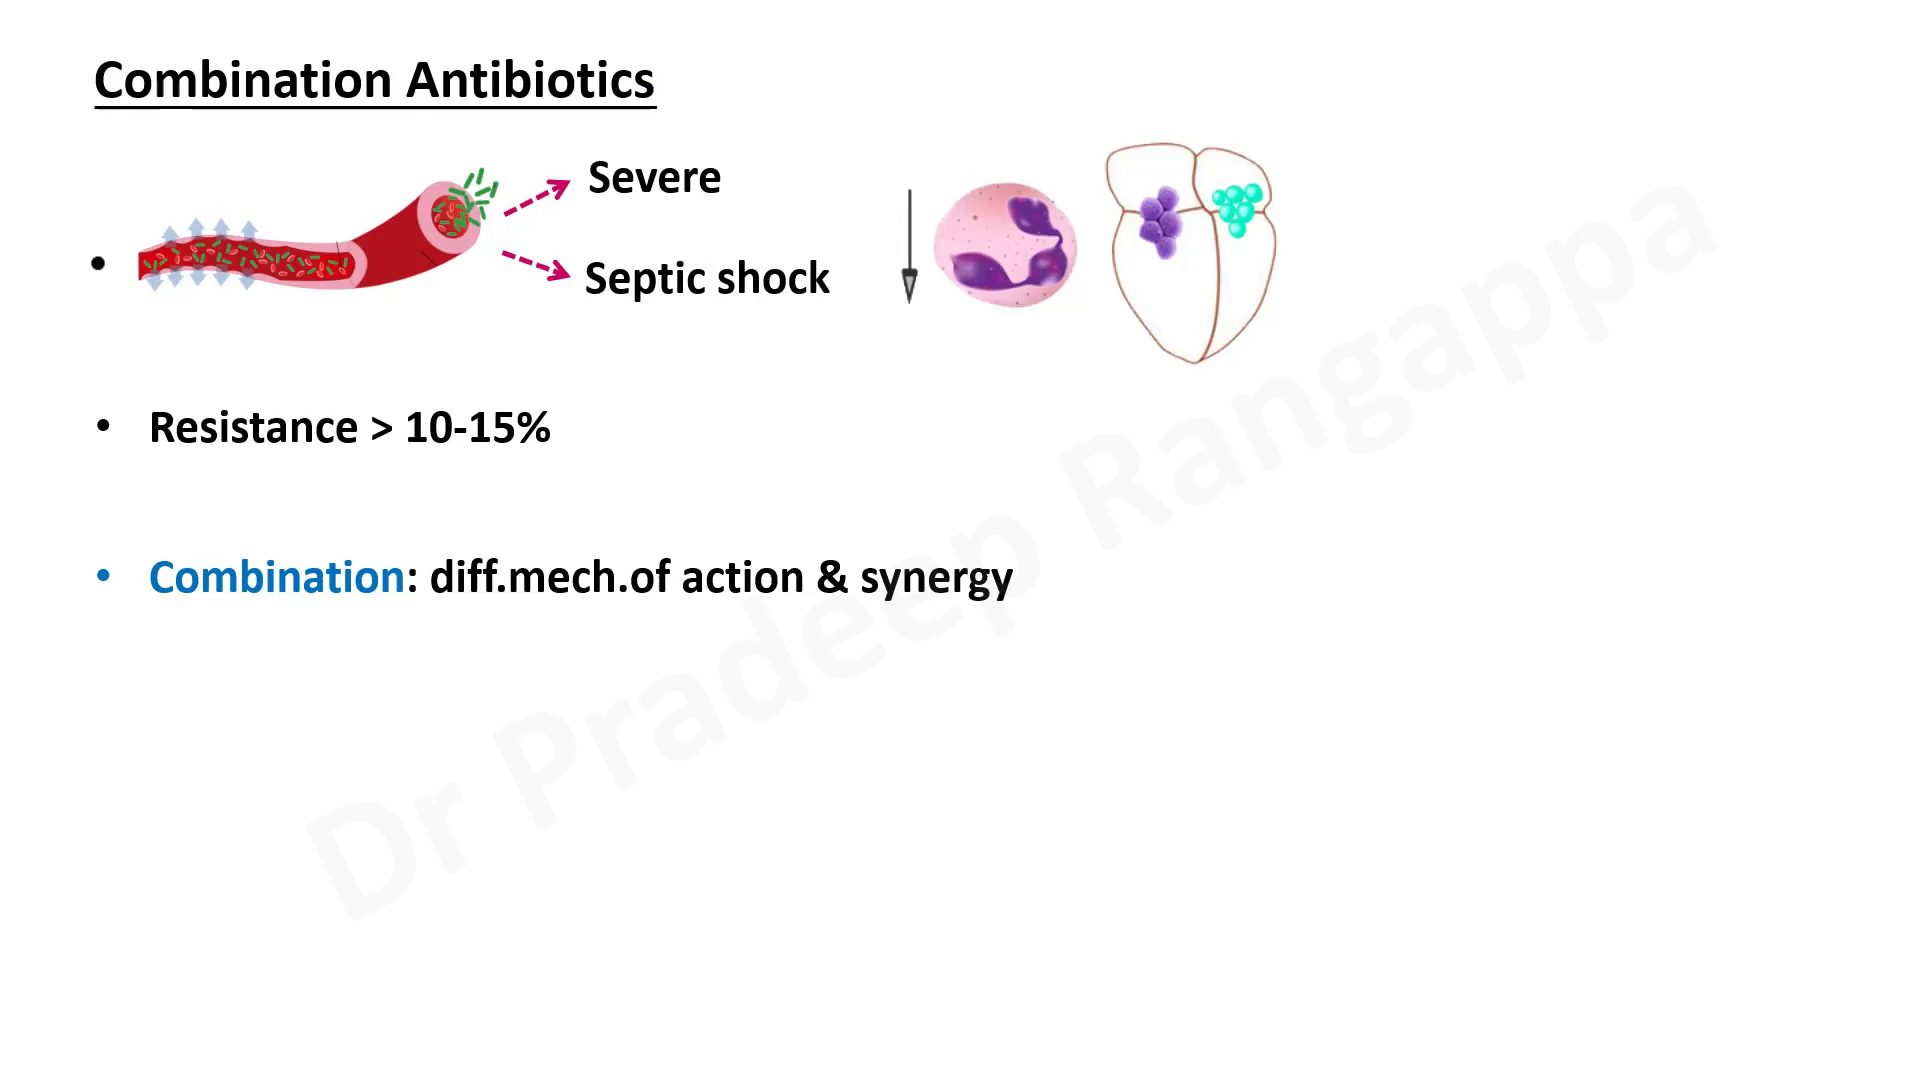 Combination Antibiotics
Severe
Septic shock
• Resistance > 10-15%
• Combination: diff.mech.of action & synergy
Dr Pradeep Rangappa